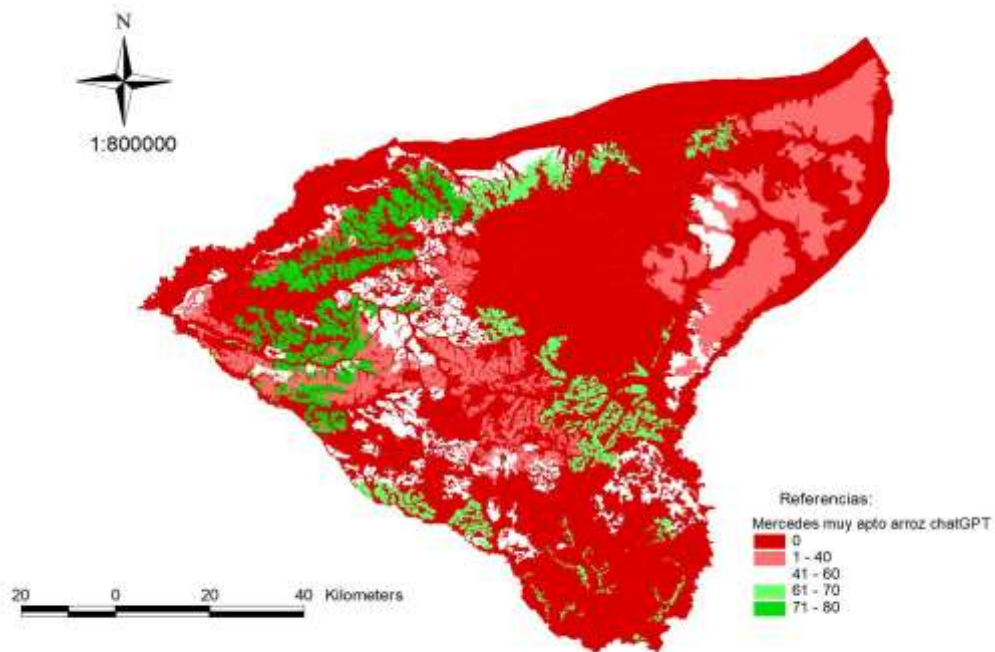 N
1:800000
Referencias:
Mercedes muy apto arroz chatGPT
0
1 - 40
41 - 60
61 - 70
71 - 80
20 0 20 40 Kilometers